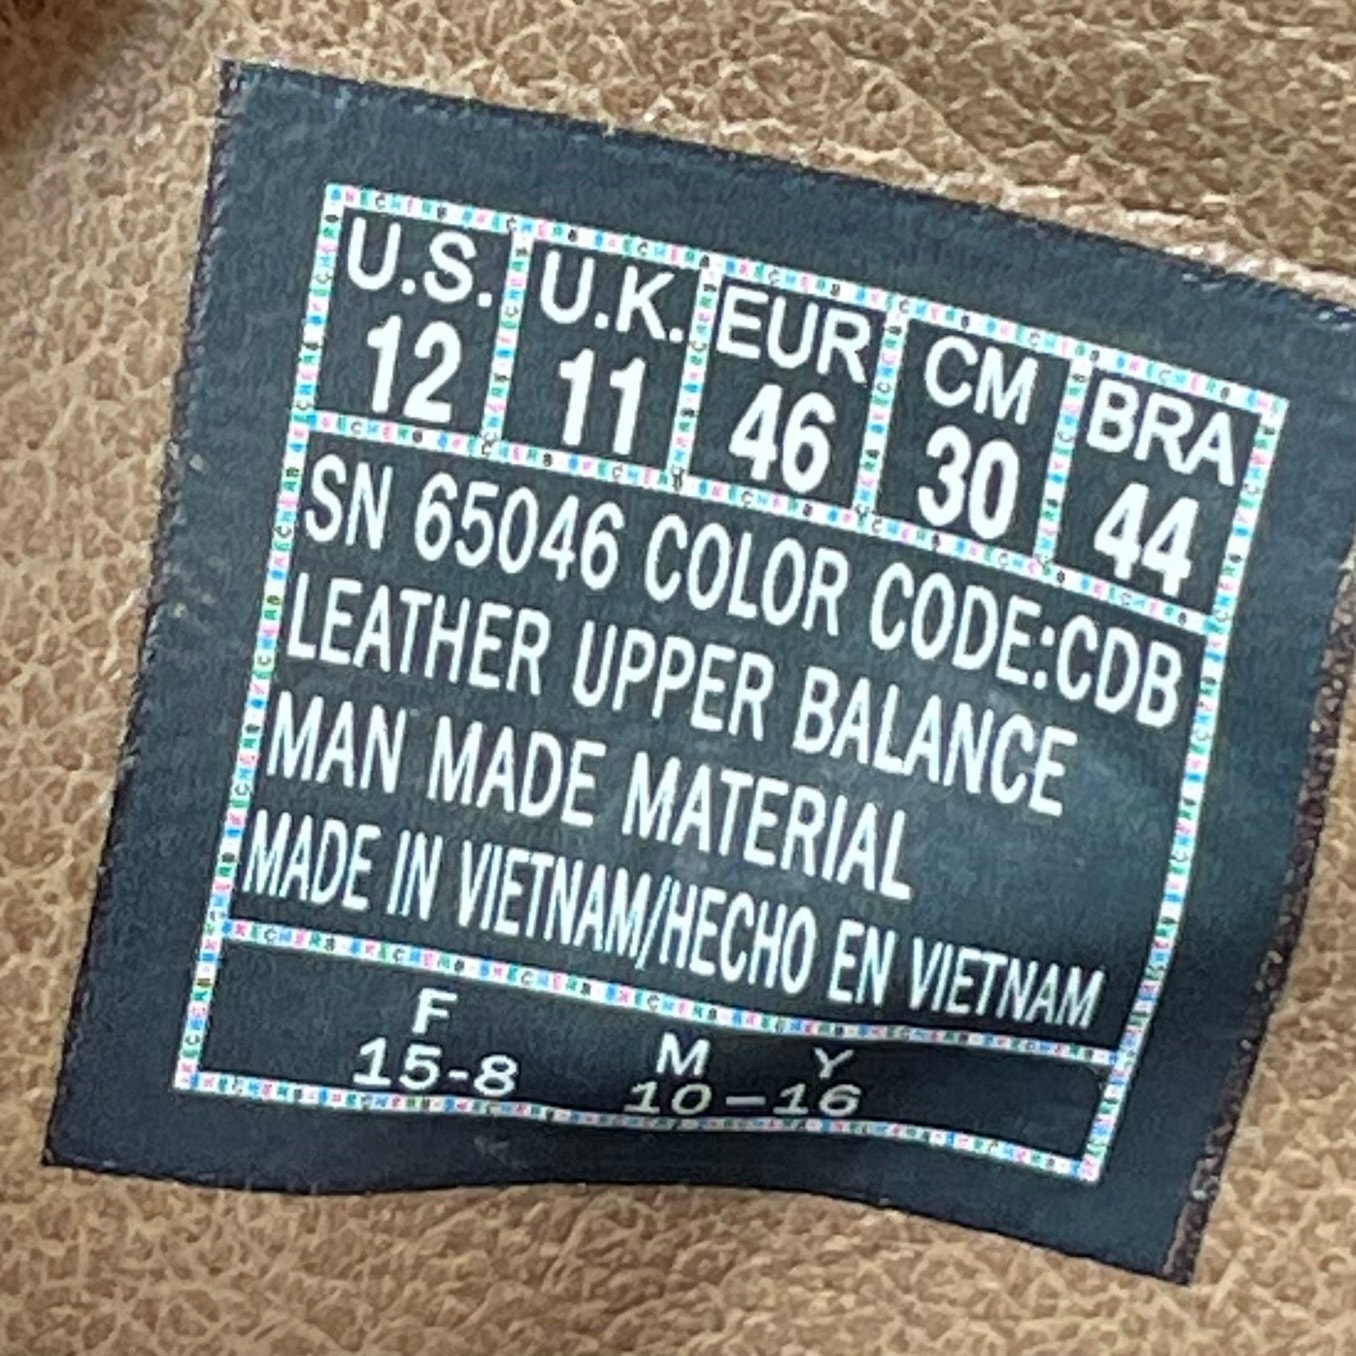 U.S. U.K. EUR CM BRA
12 11 46 30 44
SN 65046 COLOR CODE:CDB
LEATHER UPPER BALANCE
MAN MADE MATERIAL
MADE IN VIETNAM/HECHO EN VIETNAM
F M Y
15-8 10-16